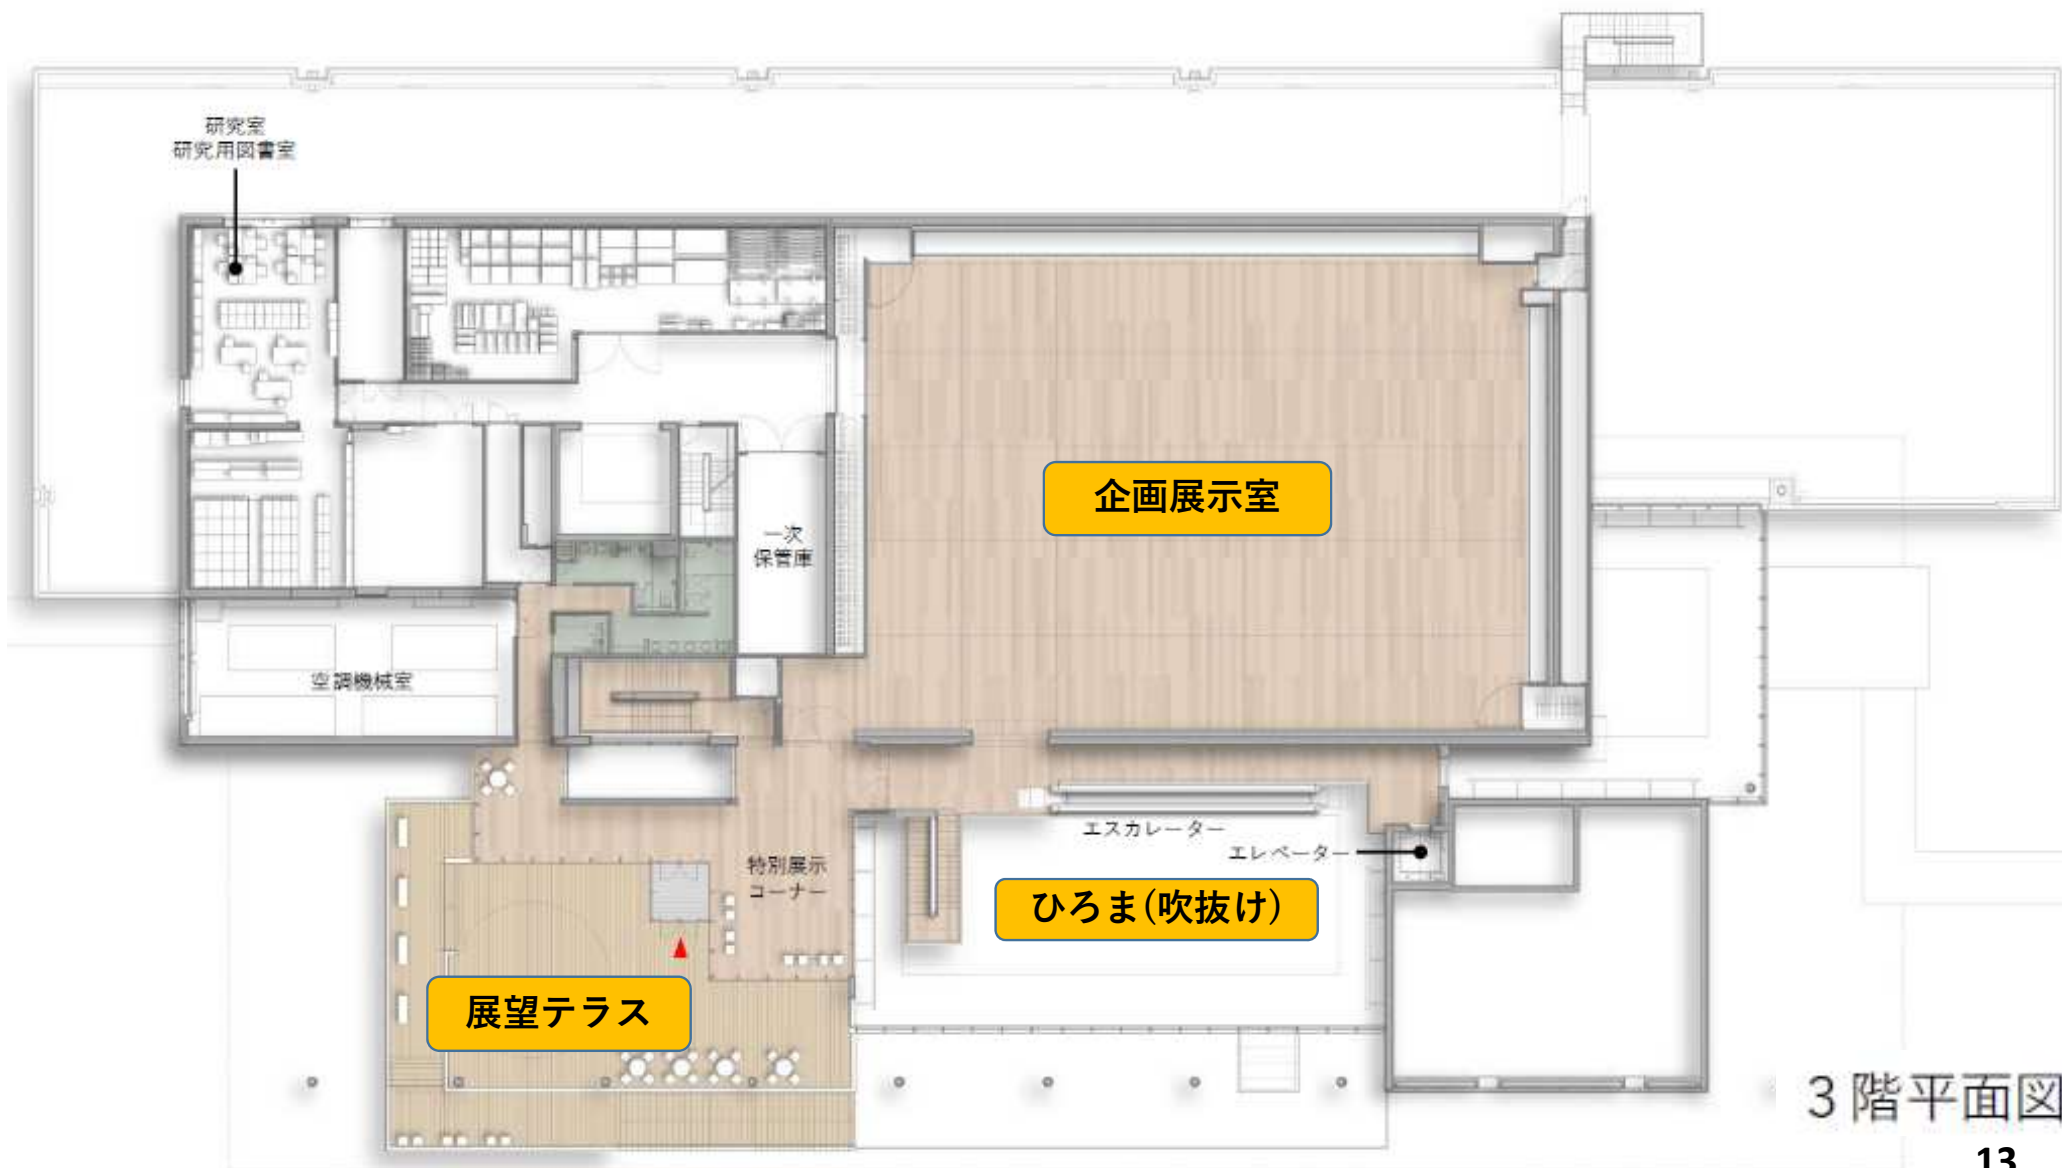 研究室
研究用図書室
企画展示室
一次
保管庫
空調機械室
エスカレーター
エレベーター
特別展示
コーナー
ひろま(吹抜け)
展望テラス
3階平面図
13